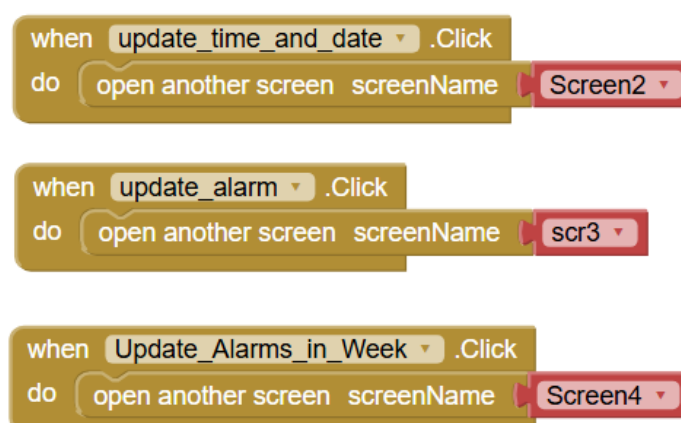 when update_time_and_date .Click
do open another screen screenName Screen2
when update_alarm .Click
do open another screen screenName scr3
when Update_Alarms_in_Week .Click
do open another screen screenName Screen4